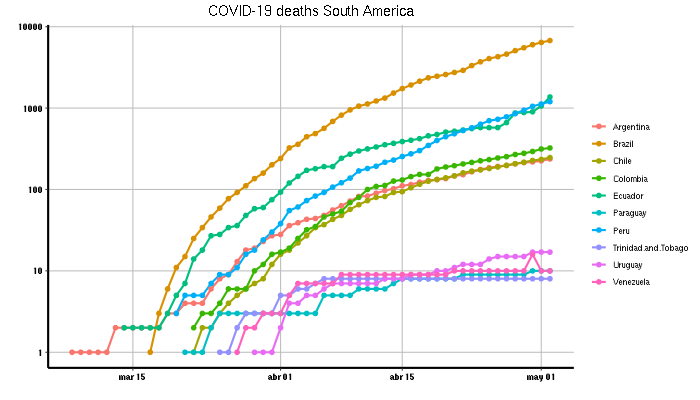 COVID-19 deaths South America
10000
1000
100
10
1
mar 15
abr 01
abr 15
may 01
Argentina
Brazil
Chile
Colombia
Ecuador
Paraguay
Peru
Trinidad.and.Tobago
Uruguay
Venezuela